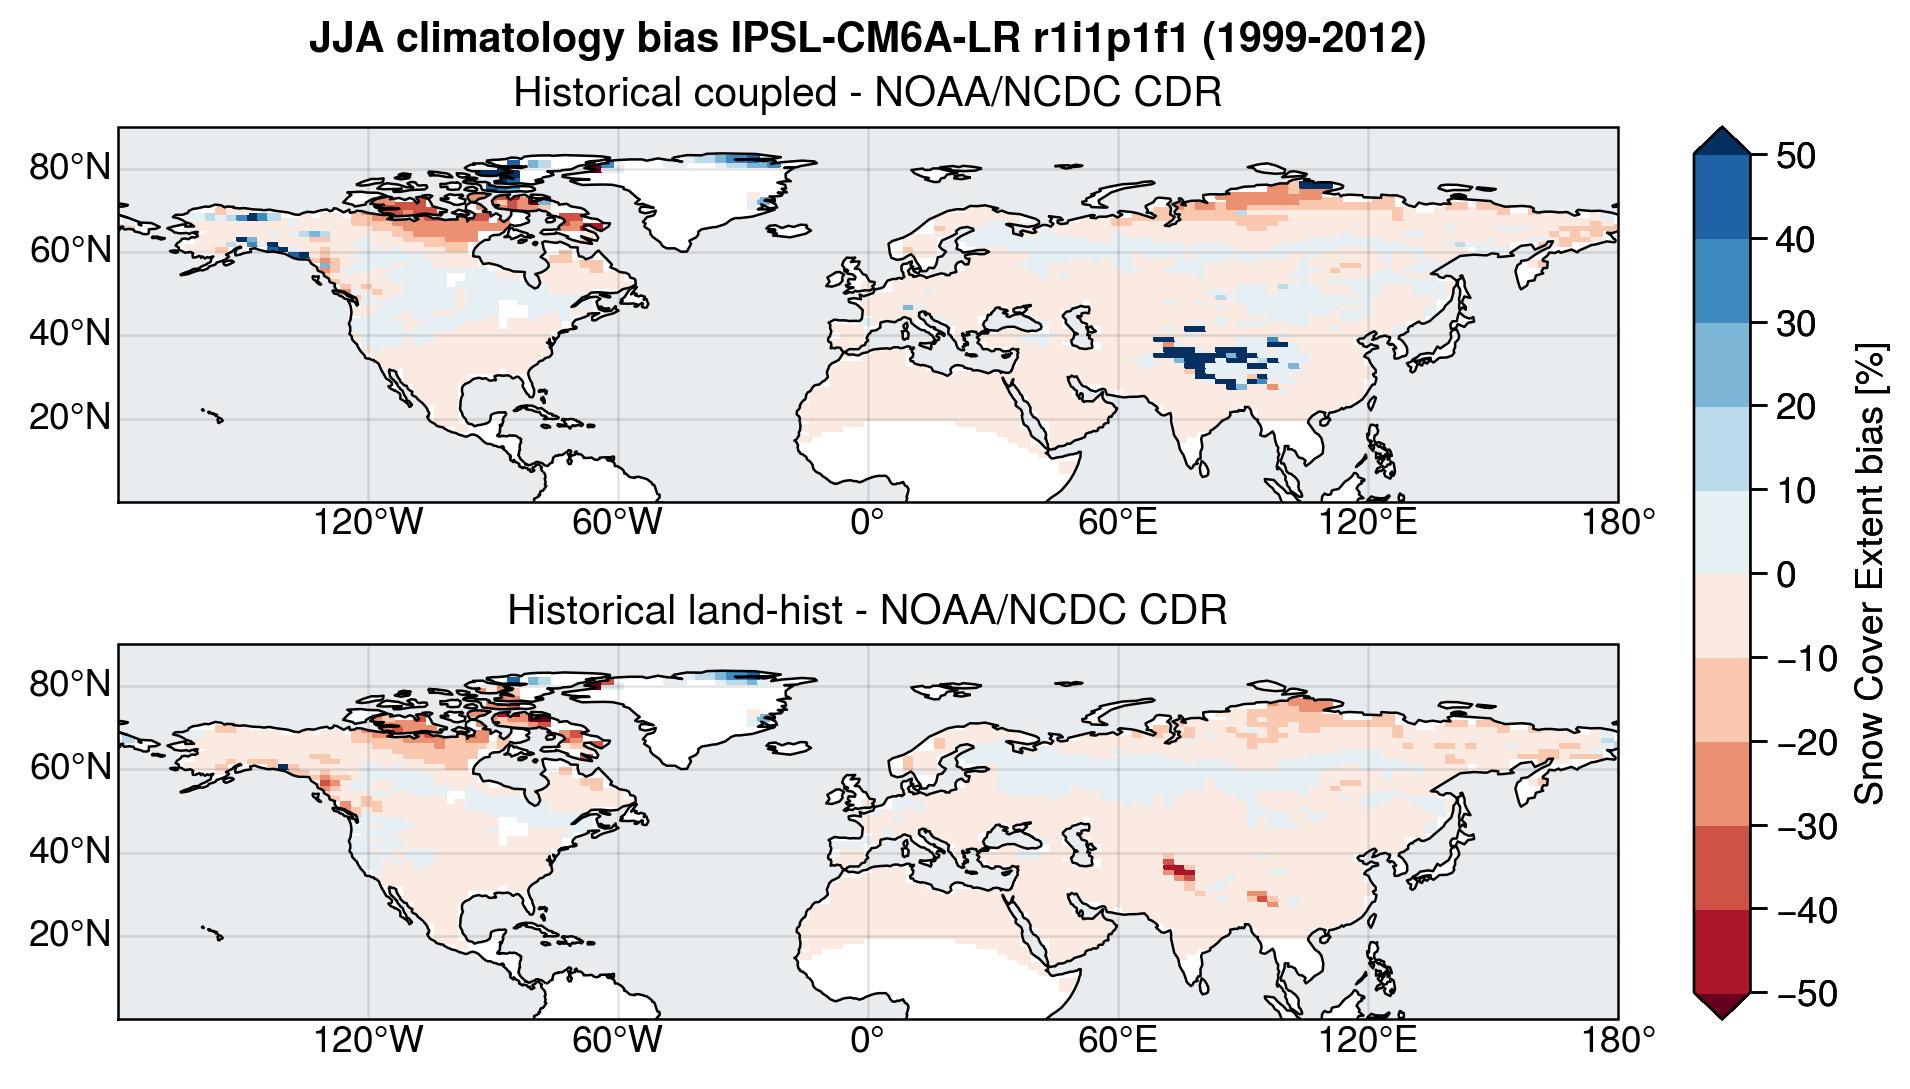 JJA climatology bias IPSL-CM6A-LR r1i1p1f1 (1999-2012)
Historical coupled - NOAA/NCDC CDR
80°N
60°N
40°N
20°N
120°W 60°W 0° 60°E 120°E 180°
Historical land-hist - NOAA/NCDC CDR
80°N
60°N
40°N
20°N
120°W 60°W 0° 60°E 120°E 180°
50
40
30
20
10
0
−10
−20
−30
−40
−50
Snow Cover Extent bias [%]